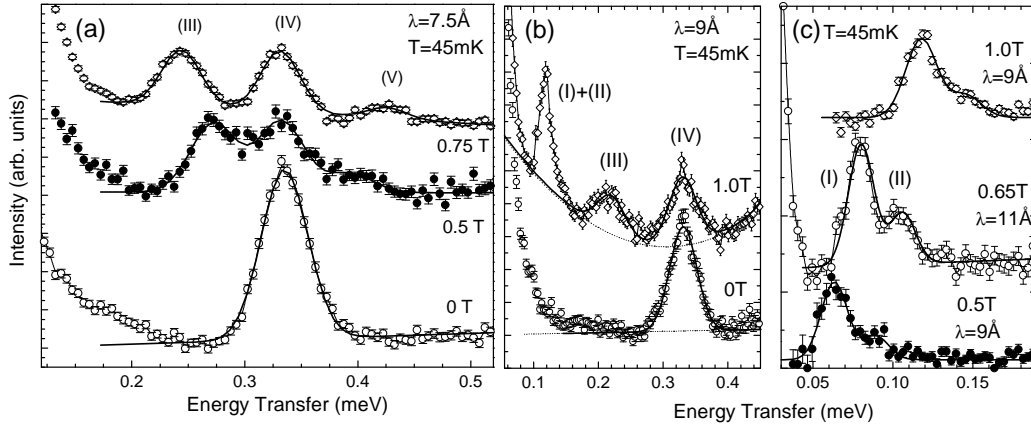 (a)
(III)
(IV)
(V)
λ=7.5Å
T=45mK
0.75 T
0.5 T
0 T
Intensity (arb. units)
0.2
0.3
0.4
0.5
Energy Transfer (meV)
(b)
λ=9Å
T=45mK
(I)+(II)
(III)
(IV)
1.0T
0T
0.1
0.2
0.3
0.4
(c)
T=45mK
1.0T
λ=9Å
(I)
(II)
0.65T
λ=11Å
0.5T
λ=9Å
0.05
0.10
0.15
Energy Transfer (meV)